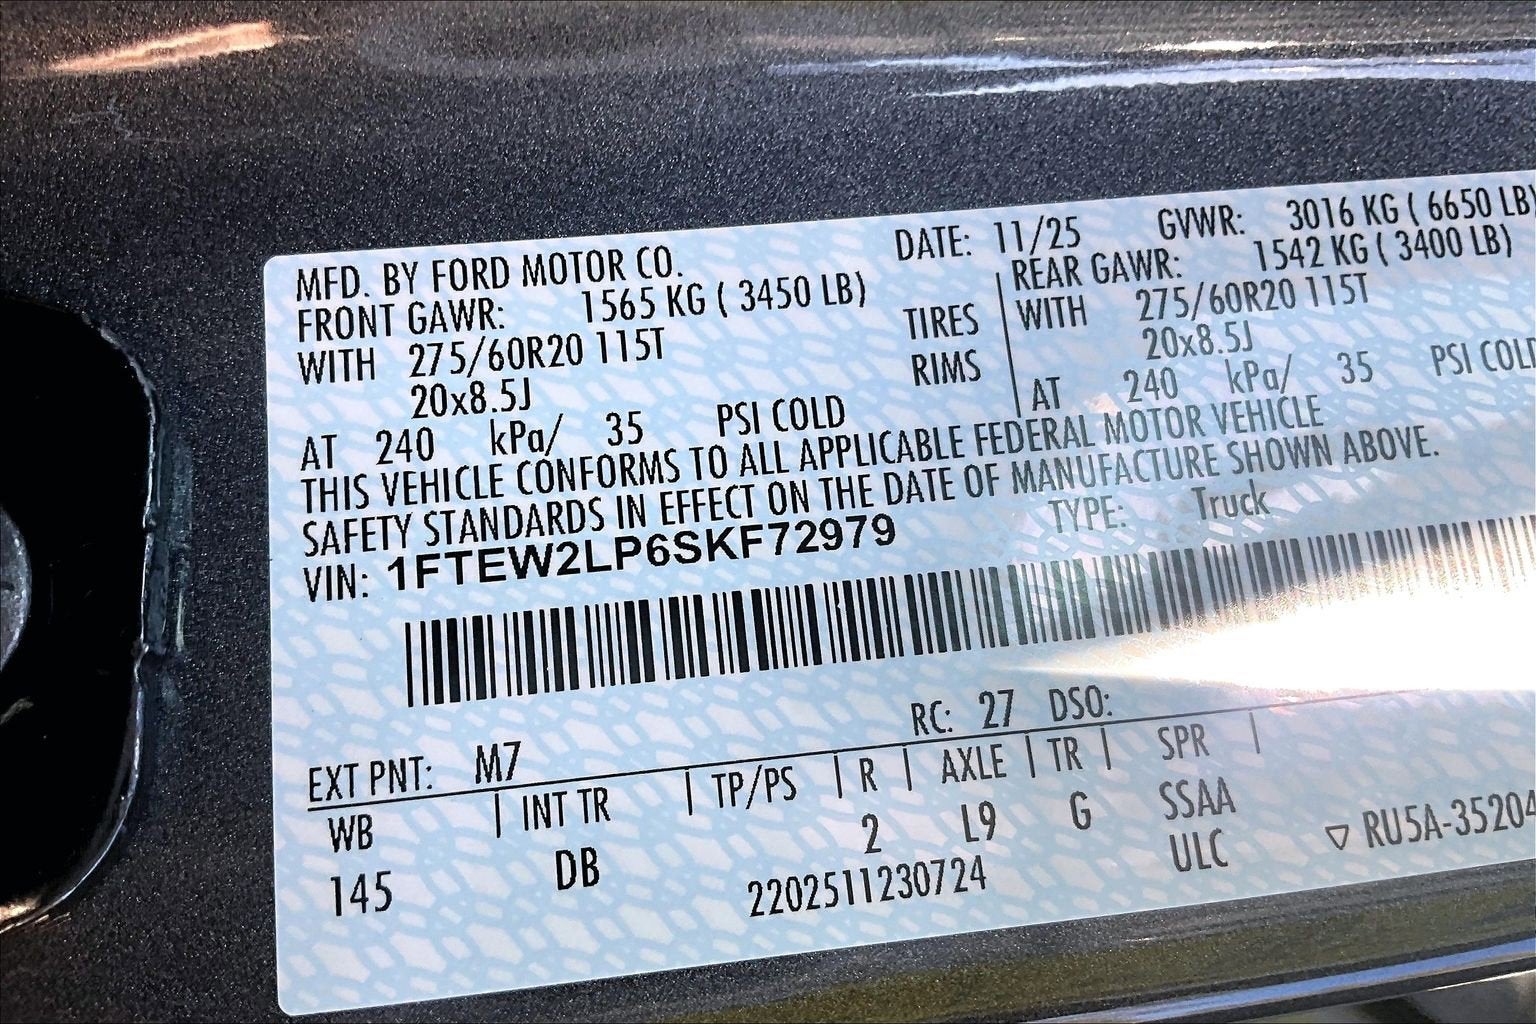 MFD. BY FORD MOTOR CO. DATE: 11/25 GVWR: 3016 KG ( 6650 LB)
FRONT GAWR: 1565 KG ( 3450 LB) REAR GAWR: 1542 KG ( 3400 LB)
WITH 275/60R20 115T TIRES WITH 275/60R20 115T
20x8.5J RIMS 20x8.5J
AT 240 kPa/ 35 PSI COLD AT 240 kPa/ 35 PSI COLD
THIS VEHICLE CONFORMS TO ALL APPLICABLE FEDERAL MOTOR VEHICLE
SAFETY STANDARDS IN EFFECT ON THE DATE OF MANUFACTURE SHOWN ABOVE.
VIN: 1FTEW2LP6SKF72979 TYPE: Truck
EXT PNT: M7 RC: 27 DSO:
WB | INT TR | TP/PS | R | AXLE | TR | SPR |
145 DB 2 L9 G SSAA
2202511230724 ULC ▽ RU5A-35204